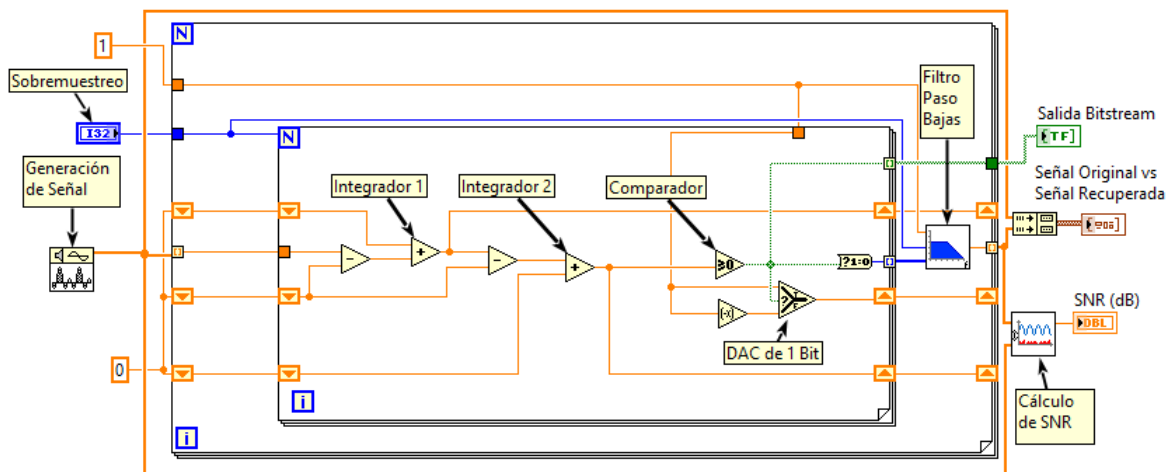 N
1
Sobremuestreo
I32
Generación
de Señal
N
Integrador 1
Integrador 2
Comparador
≥0
?1:0
DAC de 1 Bit
Filtro
Paso
Bajas
Salida Bitstream
TF
Señal Original vs
Señal Recuperada
SNR (dB)
DBL
Cálculo
de SNR
0
i
i